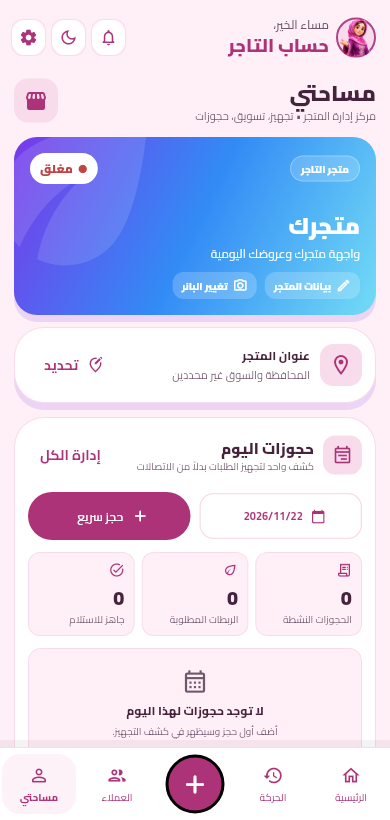 مساء الخير،
حساب التاجر
مساحتي
مركز إدارة المتجر • تجهيز، تسويق، حجوزات
متجر التاجر
مغلق
متجرك
واجهة متجرك وعروضك اليومية
بيانات المتجر
تغيير البانر
عنوان المتجر
المحافظة والسوق غير محددين
تحديد
حجوزات اليوم
كشف واحد لتجهيز الطلبات بدلاً من الاتصالات
إدارة الكل
2026/11/22
حجز سريع
0
الحجوزات النشطة
0
الربطات المطلوبة
0
جاهز للاستلام
لا توجد حجوزات لهذا اليوم
أضف أول حجز وسيظهر في كشف التجهيز.
الرئيسية
الحركة
العملاء
مساحتي